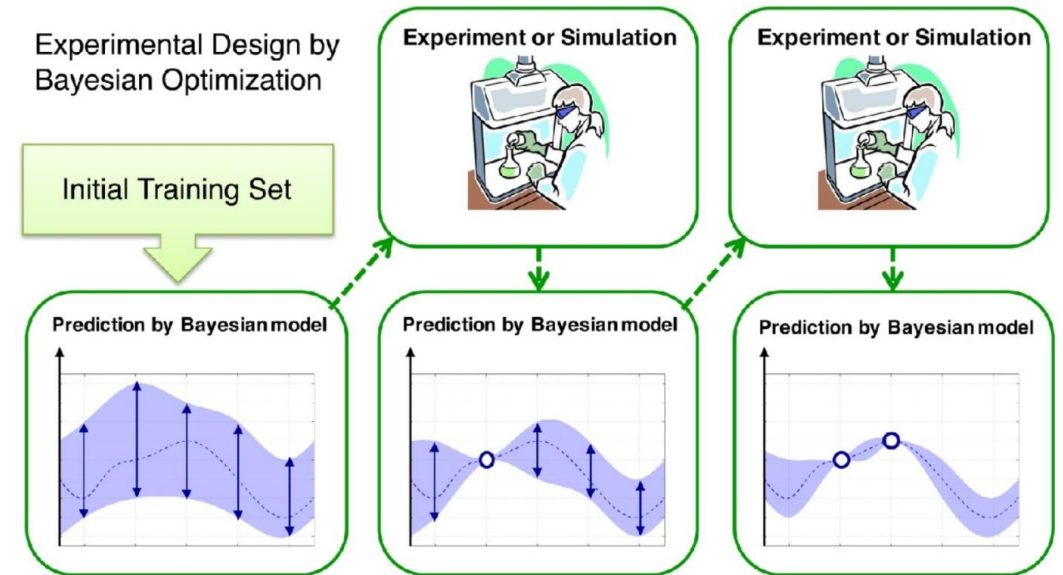 Experimental Design by
Bayesian Optimization
Initial Training Set
Experiment or Simulation
Experiment or Simulation
Prediction by Bayesian model
Prediction by Bayesian model
Prediction by Bayesian model